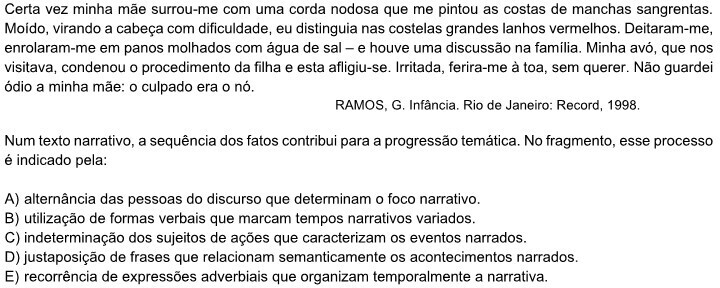 Certa vez minha mãe surrou-me com uma corda nodosa que me pintou as costas de manchas sangrentas.
Moído, virando a cabeça com dificuldade, eu distinguia nas costelas grandes lanhos vermelhos. Deitaram-me,
enrolaram-me em panos molhados com água de sal – e houve uma discussão na família. Minha avó, que nos
visitava, condenou o procedimento da filha e esta afligiu-se. Irritada, ferira-me à toa, sem querer. Não guardei
ódio a minha mãe: o culpado era o nó.
RAMOS, G. Infância. Rio de Janeiro: Record, 1998.
Num texto narrativo, a sequência dos fatos contribui para a progressão temática. No fragmento, esse processo
é indicado pela:
A) alternância das pessoas do discurso que determinam o foco narrativo.
B) utilização de formas verbais que marcam tempos narrativos variados.
C) indeterminação dos sujeitos de ações que caracterizam os eventos narrados.
D) justaposição de frases que relacionam semanticamente os acontecimentos narrados.
E) recorrência de expressões adverbiais que organizam temporalmente a narrativa.